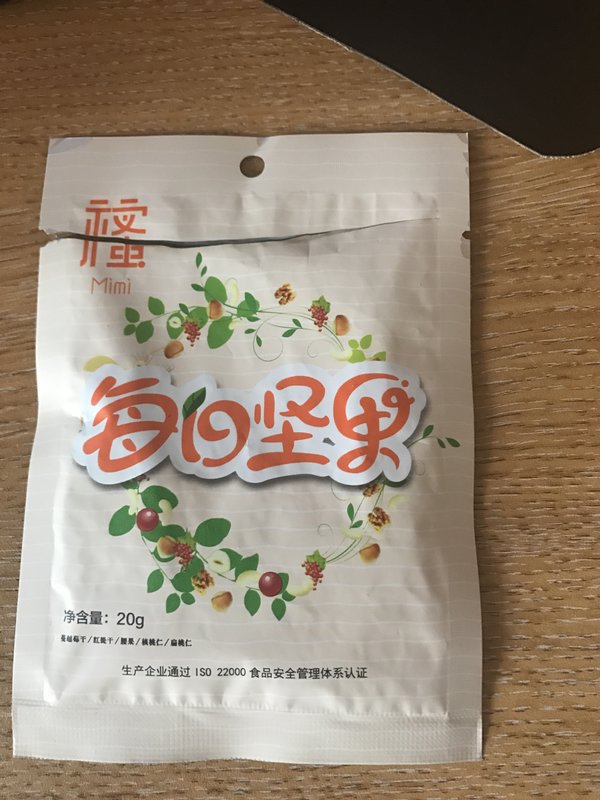 Mimi
每日坚果
净含量：20g
蔓越莓干/红提干/腰果/核桃仁/扁桃仁
生产企业通过 ISO 22000 食品安全管理体系认证